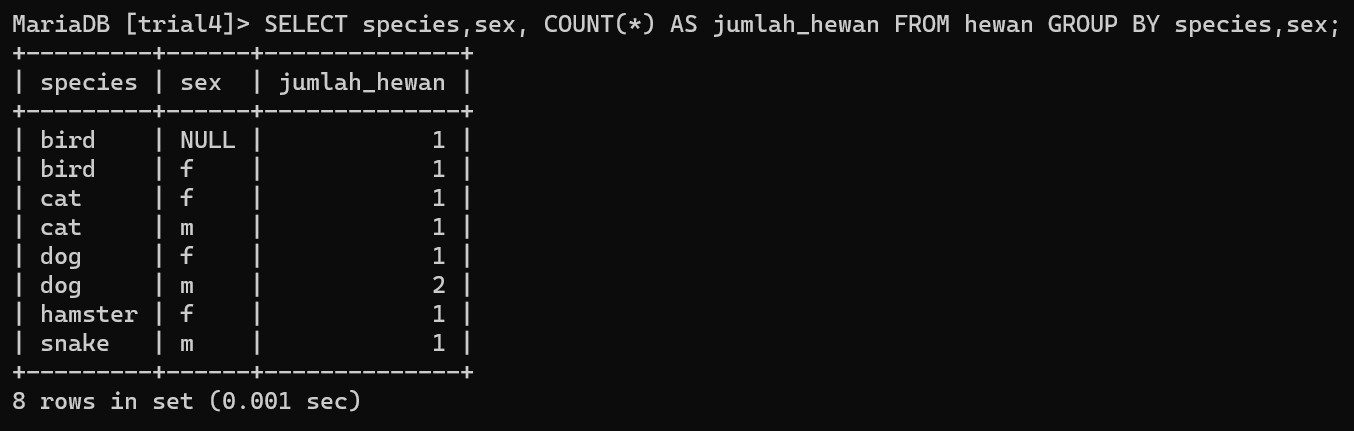 MariaDB [trial4]> SELECT species,sex, COUNT(*) AS jumlah_hewan FROM hewan GROUP BY species,sex;
+---------+------+--------------+
| species | sex  | jumlah_hewan |
+---------+------+--------------+
| bird    | NULL |            1 |
| bird    | f    |            1 |
| cat     | f    |            1 |
| cat     | m    |            1 |
| dog     | f    |            1 |
| dog     | m    |            2 |
| hamster | f    |            1 |
| snake   | m    |            1 |
+---------+------+--------------+
8 rows in set (0.001 sec)